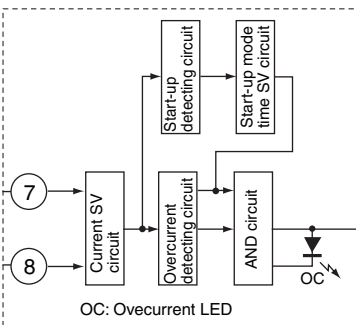 Start-up
detecting circuit
Start-up mode
time SV circuit
7
8
Current SV
circuit
Overcurrent
detecting circuit
AND circuit
OC
OC: Ovecurrent LED